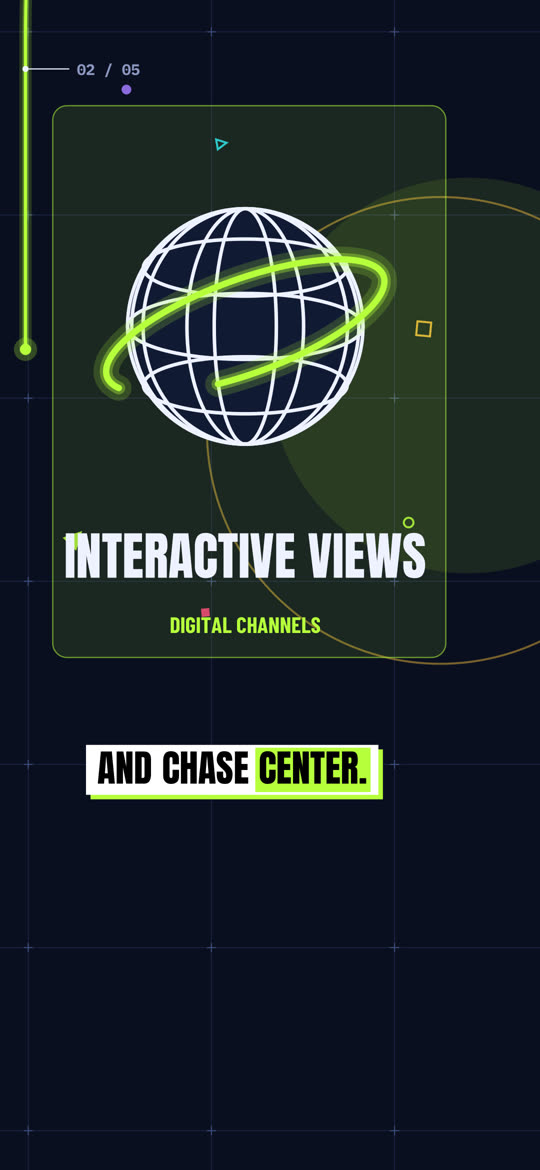 02 / 05
INTERACTIVE VIEWS
DIGITAL CHANNELS
AND CHASE CENTER.